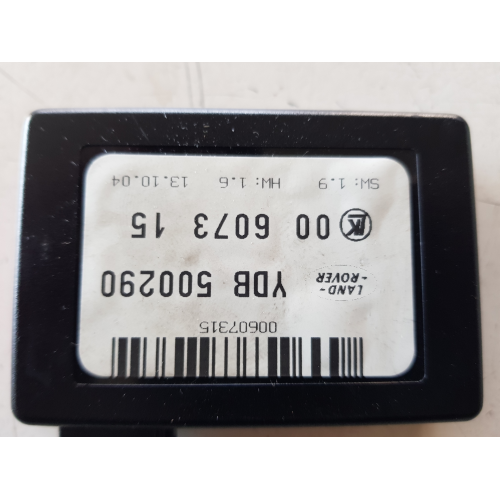 00607315
LAND-
-ROVER
YDB 500290
K 00 6073 15
SW: 1.9 HW: 1.6 13.10.04